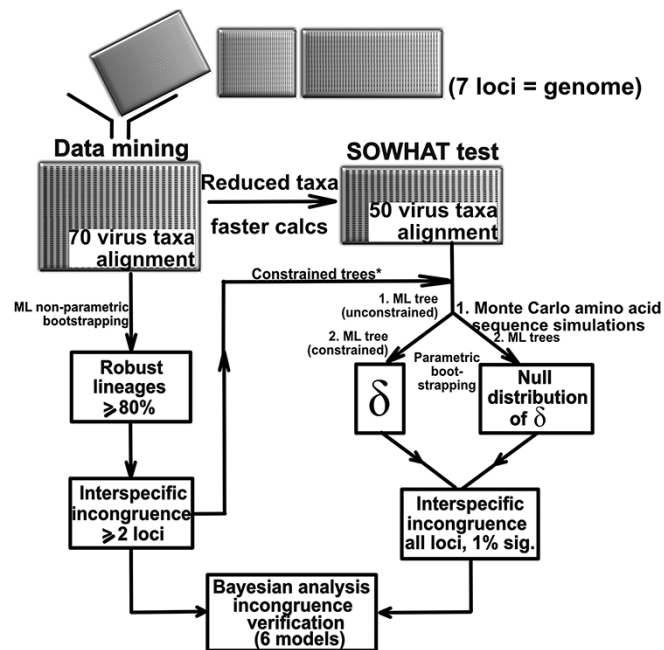 (7 loci = genome)
Data mining
SOWHAT test
Reduced taxa
faster calcs
70 virus taxa
alignment
50 virus taxa
alignment
Constrained trees*
ML non-parametric
bootstrapping
1. ML tree
(unconstrained)
2. ML tree
(constrained)
1. Monte Carlo amino acid
sequence simulations
2. ML trees
Parametric
boot-
strapping
Robust
lineages
⩾80%
δ
Null
distribution
of δ
Interspecific
incongruence
⩾2 loci
Interspecific
incongruence
all loci, 1% sig.
Bayesian analysis
incongruence
verification
(6 models)